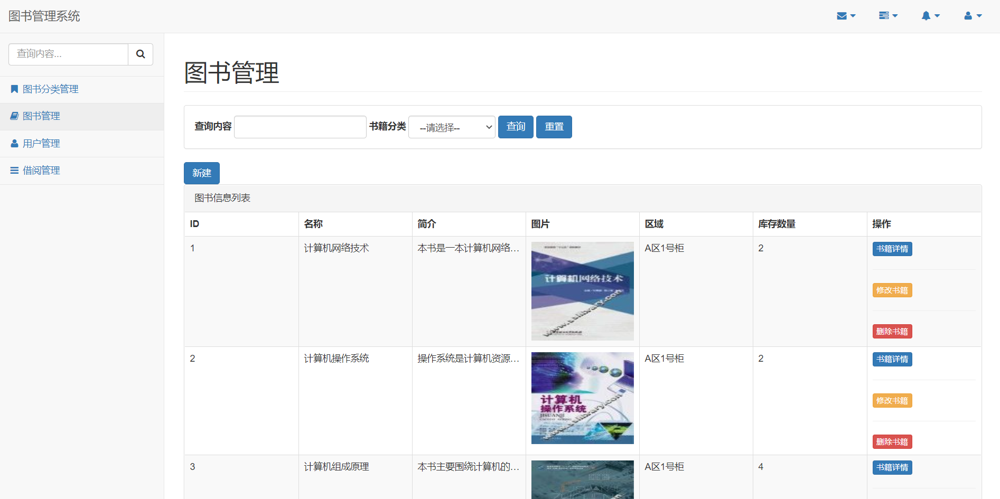 图书管理系统
查询内容...
图书分类管理
图书管理
用户管理
借阅管理
图书管理
查询内容 书籍分类 --请选择-- 查询 重置
新建
图书信息列表
ID 名称 简介 图片 区域 库存数量 操作
1 计算机网络技术 本书是一本计算机网络... A区1号柜 2 书籍详情
计算机网络技术
修改书籍
删除书籍
2 计算机操作系统 操作系统是计算机资源... A区1号柜 2 书籍详情
计算机
操作系统
JISUANJI
修改书籍
删除书籍
3 计算机组成原理 本书主要围绕计算机的... A区1号柜 4 书籍详情